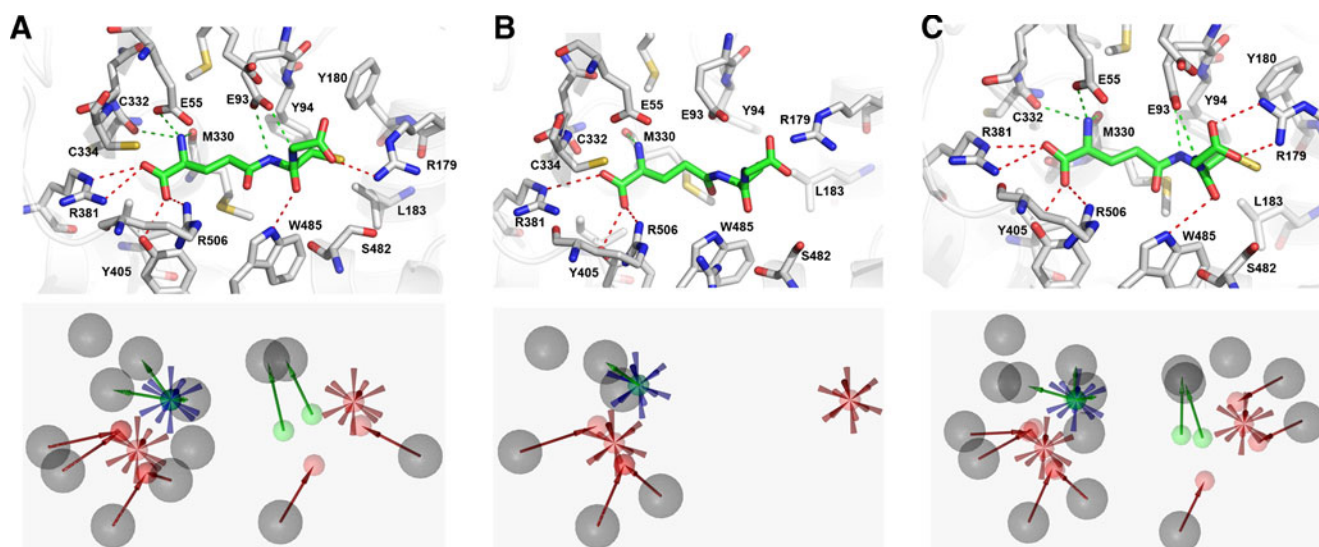 A
Y180
E55
E93
C332
Y94
M330
C334
R179
R381
L183
R506
W485
S482
Y405
B
E55
E93
Y94
R179
C332
M330
C334
L183
R381
R506
W485
S482
Y405
C
Y180
E55
E93
Y94
C332
R381
M330
R179
L183
R506
Y405
W485
S482